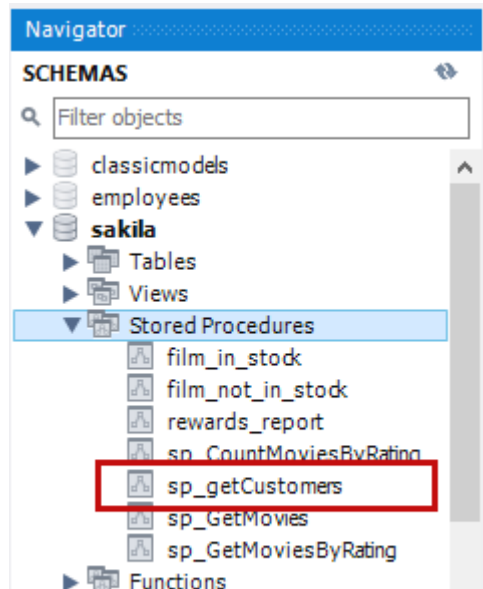 Navigator
SCHEMAS
Filter objects
classicmodels
employees
sakila
Tables
Views
Stored Procedures
film_in_stock
film_not_in_stock
rewards_report
sp_CountMoviesByRating
sp_getCustomers
sp_GetMovies
sp_GetMoviesByRating
Functions